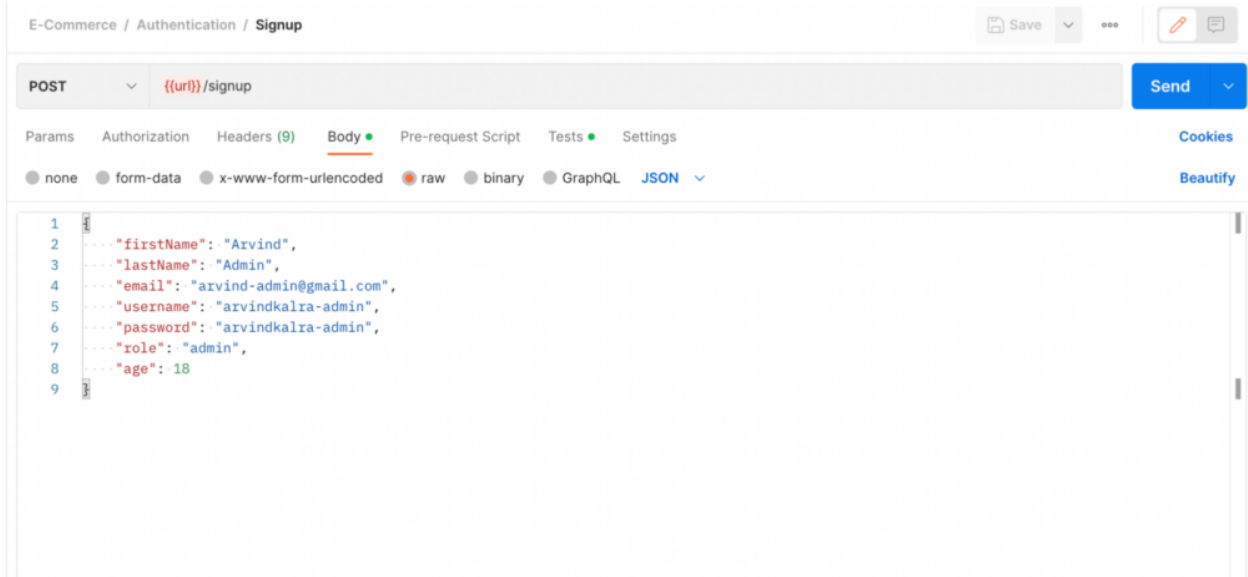 E-Commerce / Authentication / Signup
Save
POST {{url}}/signup Send
Params Authorization Headers (9) Body Pre-request Script Tests Settings Cookies
none form-data x-www-form-urlencoded raw binary GraphQL JSON Beautify
1 {
2 ····"firstName":·"Arvind",
3 ····"lastName":·"Admin",
4 ····"email":·"arvind-admin@gmail.com",
5 ····"username":·"arvindkalra-admin",
6 ····"password":·"arvindkalra-admin",
7 ····"role":·"admin",
8 ····"age":·18
9 }